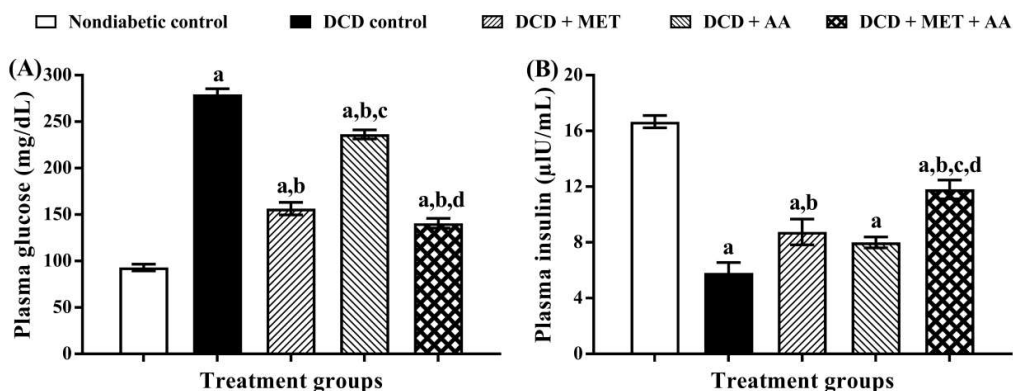 Nondiabetic control DCD control DCD + MET DCD + AA DCD + MET + AA
(A)
Plasma glucose (mg/dL)
300
250
200
150
100
50
0
a
a,b
a,b,c
a,b,d
Treatment groups
(B)
Plasma insulin (µIU/mL)
20
16
12
8
4
0
a
a,b
a
a,b,c,d
Treatment groups